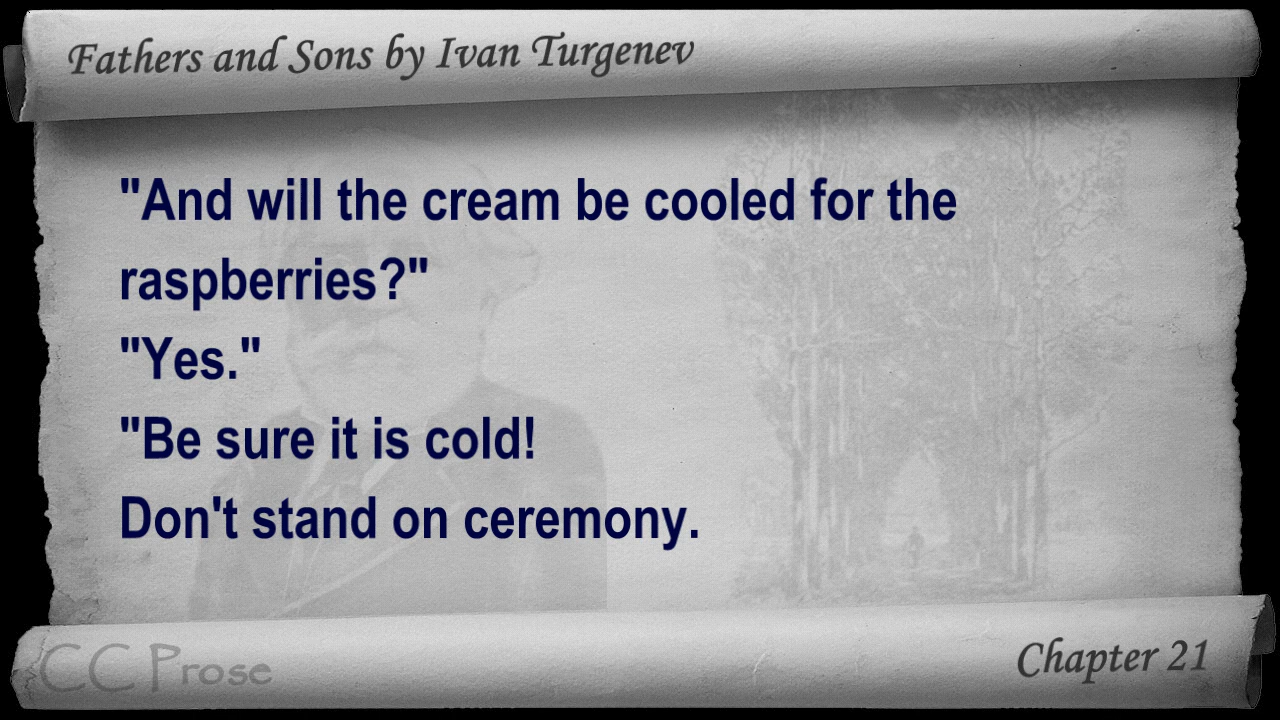 Fathers and Sons by Ivan Turgenev
"And will the cream be cooled for the
raspberries?"
"Yes."
"Be sure it is cold!
Don't stand on ceremony.
CC Prose
Chapter 21